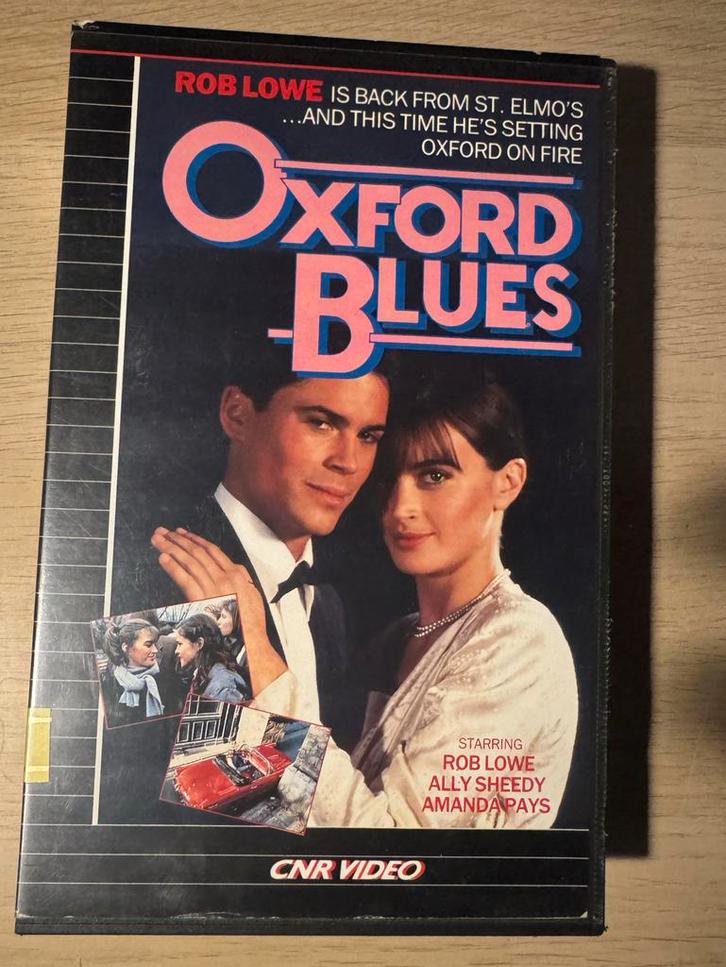 ROB LOWE IS BACK FROM ST. ELMO'S
...AND THIS TIME HE'S SETTING
OXFORD ON FIRE
OXFORD
BLUES
STARRING
ROB LOWE
ALLY SHEEDY
AMANDA PAYS
CNR VIDEO